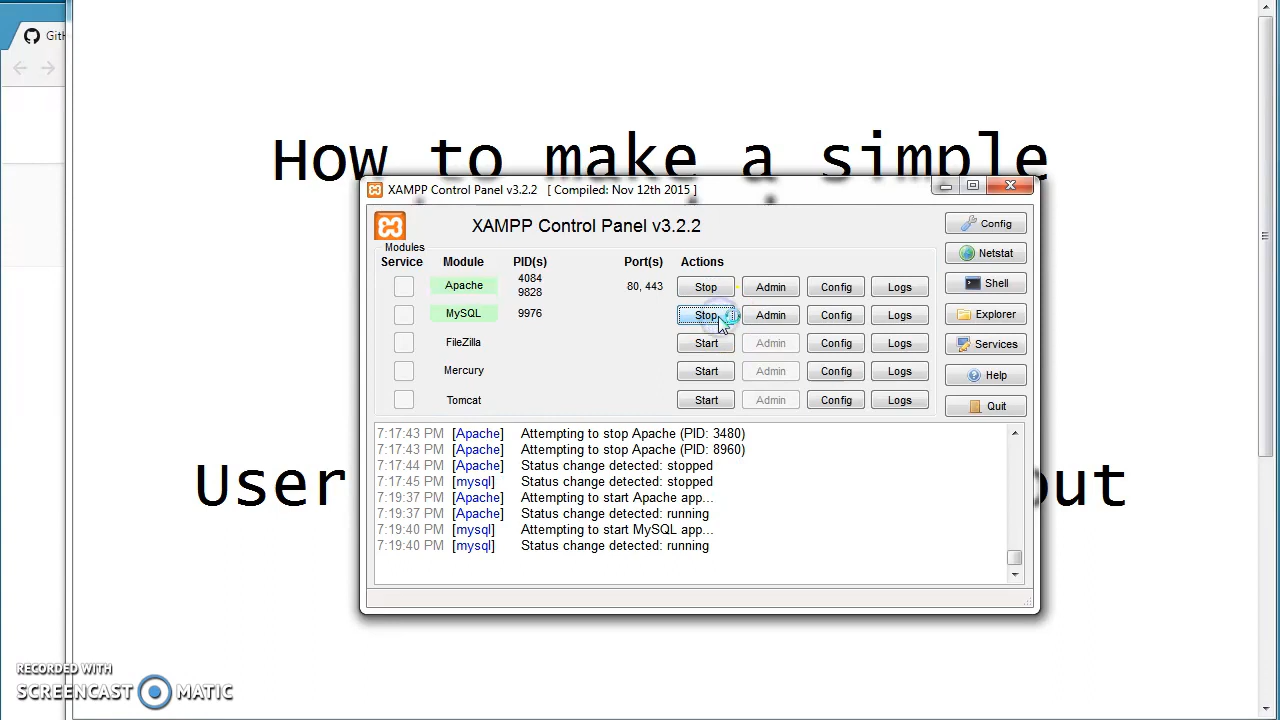 GitH
How to make a simple
XAMPP Control Panel v3.2.2 [ Compiled: Nov 12th 2015 ]
XAMPP Control Panel v3.2.2
Config
Modules
Service Module PID(s) Port(s) Actions
Netstat
Apache 4084 9828 80, 443 Stop Admin Config Logs
Shell
MySQL 9976 Stop Admin Config Logs
Explorer
FileZilla Start Admin Config Logs
Services
Mercury Start Admin Config Logs
Help
Tomcat Start Admin Config Logs
Quit
7:17:43 PM [Apache] Attempting to stop Apache (PID: 3480)
7:17:43 PM [Apache] Attempting to stop Apache (PID: 8960)
7:17:44 PM [Apache] Status change detected: stopped
7:17:45 PM [mysql] Status change detected: stopped
7:19:37 PM [Apache] Attempting to start Apache app...
7:19:37 PM [Apache] Status change detected: running
7:19:40 PM [mysql] Attempting to start MySQL app...
7:19:40 PM [mysql] Status change detected: running
User out
RECORDED WITH
SCREENCAST MATIC